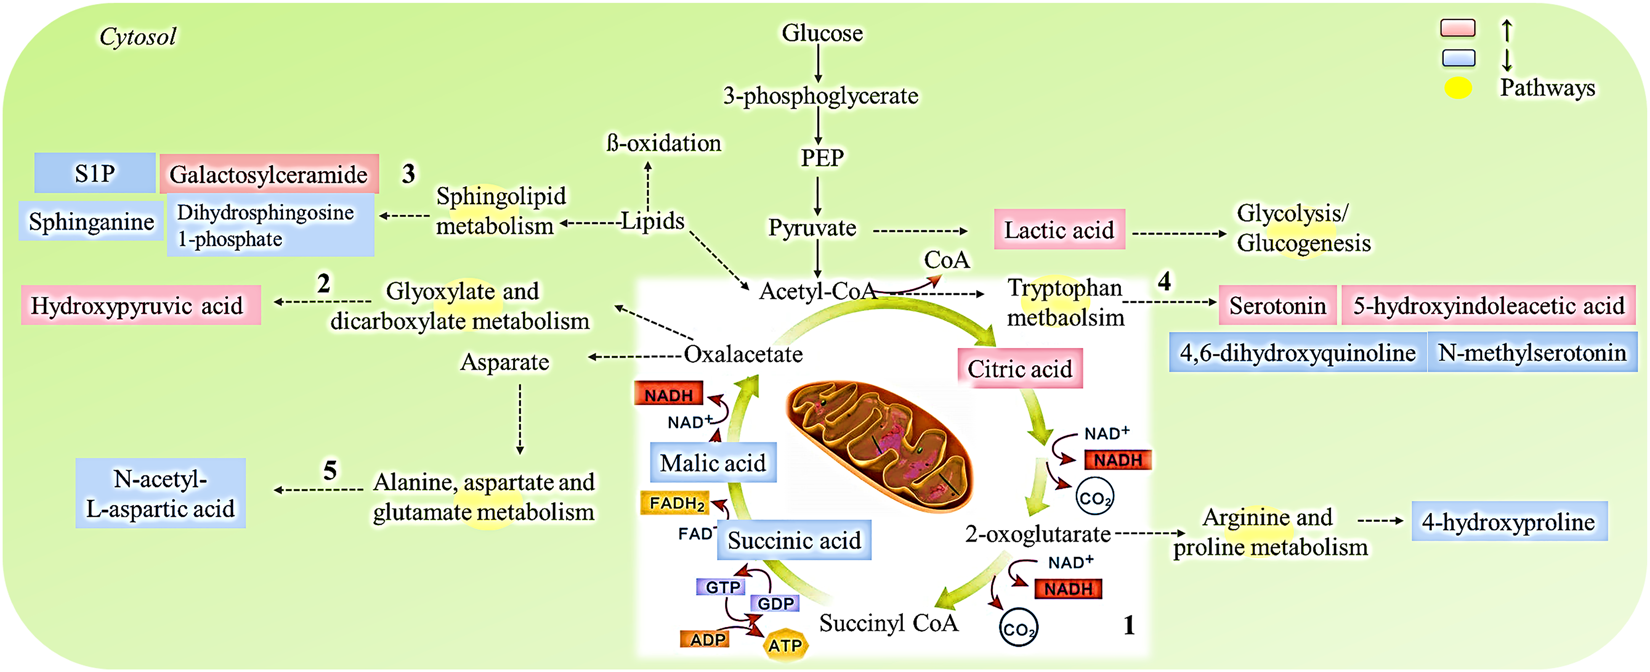 Cytosol
Glucose
3-phosphoglycerate
PEP
Pyruvate
Acetyl-CoA
CoA
↑
↓
Pathways
ß-oxidation
Lipids
3
Sphingolipid
metabolism
S1P
Galactosylceramide
Sphinganine
Dihydrosphingosine
1-phosphate
Lactic acid
Glycolysis/
Glucogenesis
2
Glyoxylate and
dicarboxylate metabolism
Hydroxypyruvic acid
Tryptophan
metbaolsim
4
Serotonin
5-hydroxyindoleacetic acid
4,6-dihydroxyquinoline
N-methylserotonin
Oxalacetate
Asparate
Citric acid
NADH
NAD+
Malic acid
NAD+
NADH
CO2
5
Alanine, aspartate and
glutamate metabolism
N-acetyl-
L-aspartic acid
FADH2
FAD
Succinic acid
2-oxoglutarate
Arginine and
proline metabolism
4-hydroxyproline
NAD+
NADH
CO2
GTP
GDP
ADP
ATP
Succinyl CoA
1